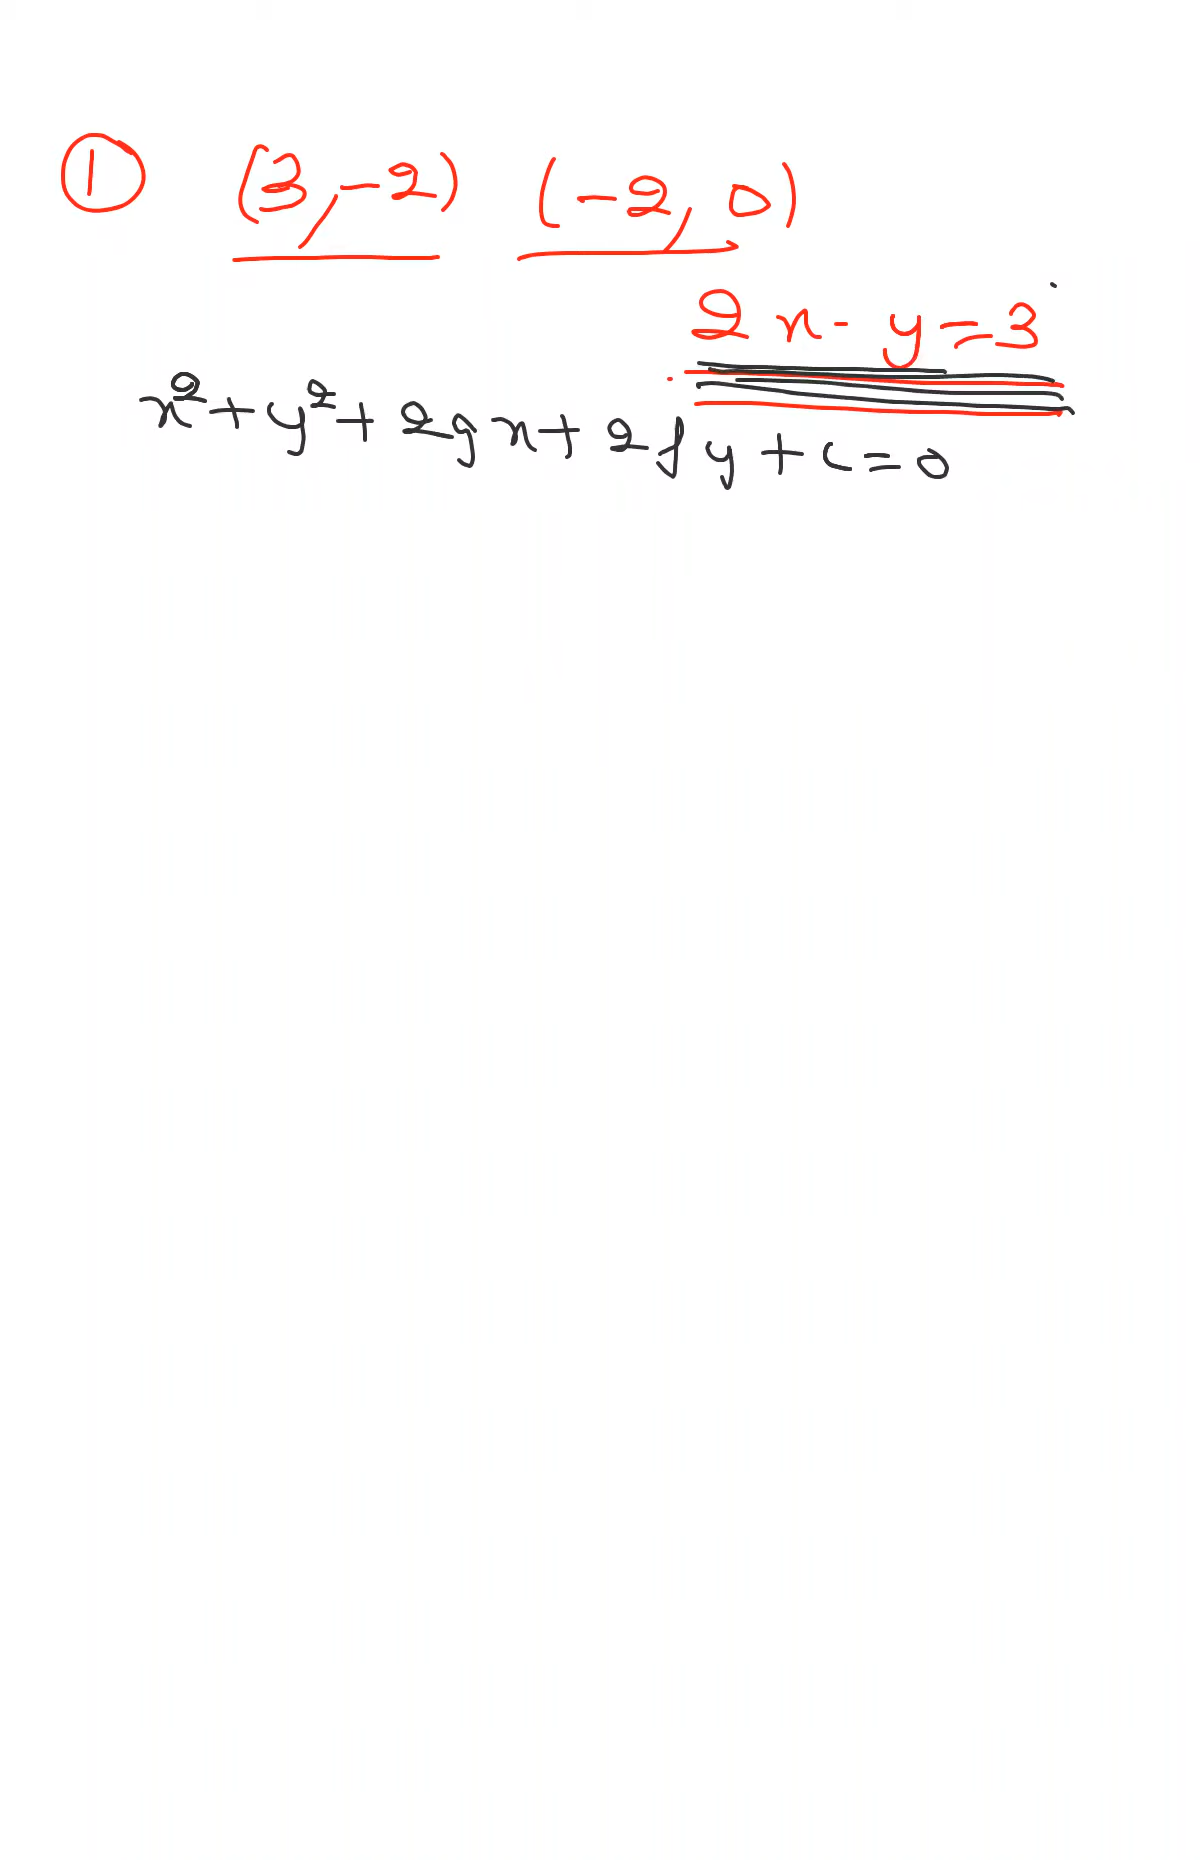 ① (3, -2) (-2, 0)
2x - y = 3
x² + y² + 2gx + 2fy + c = 0